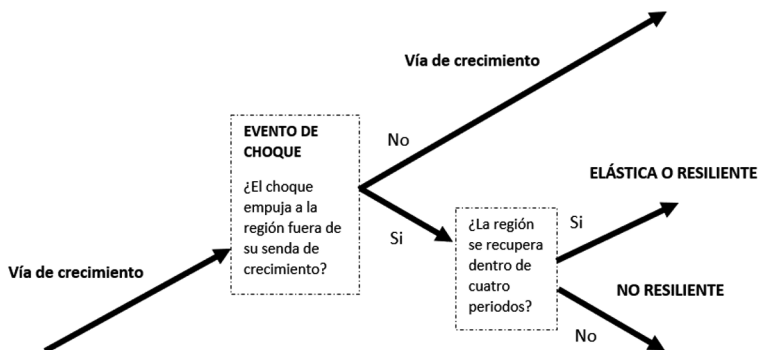 Vía de crecimiento
EVENTO DE
CHOQUE
¿El choque
empuja a la
región fuera de
su senda de
crecimiento?
No
Vía de crecimiento
Si
¿La región
se recupera
dentro de
cuatro
periodos?
Si
ELÁSTICA O RESILIENTE
NO RESILIENTE
No